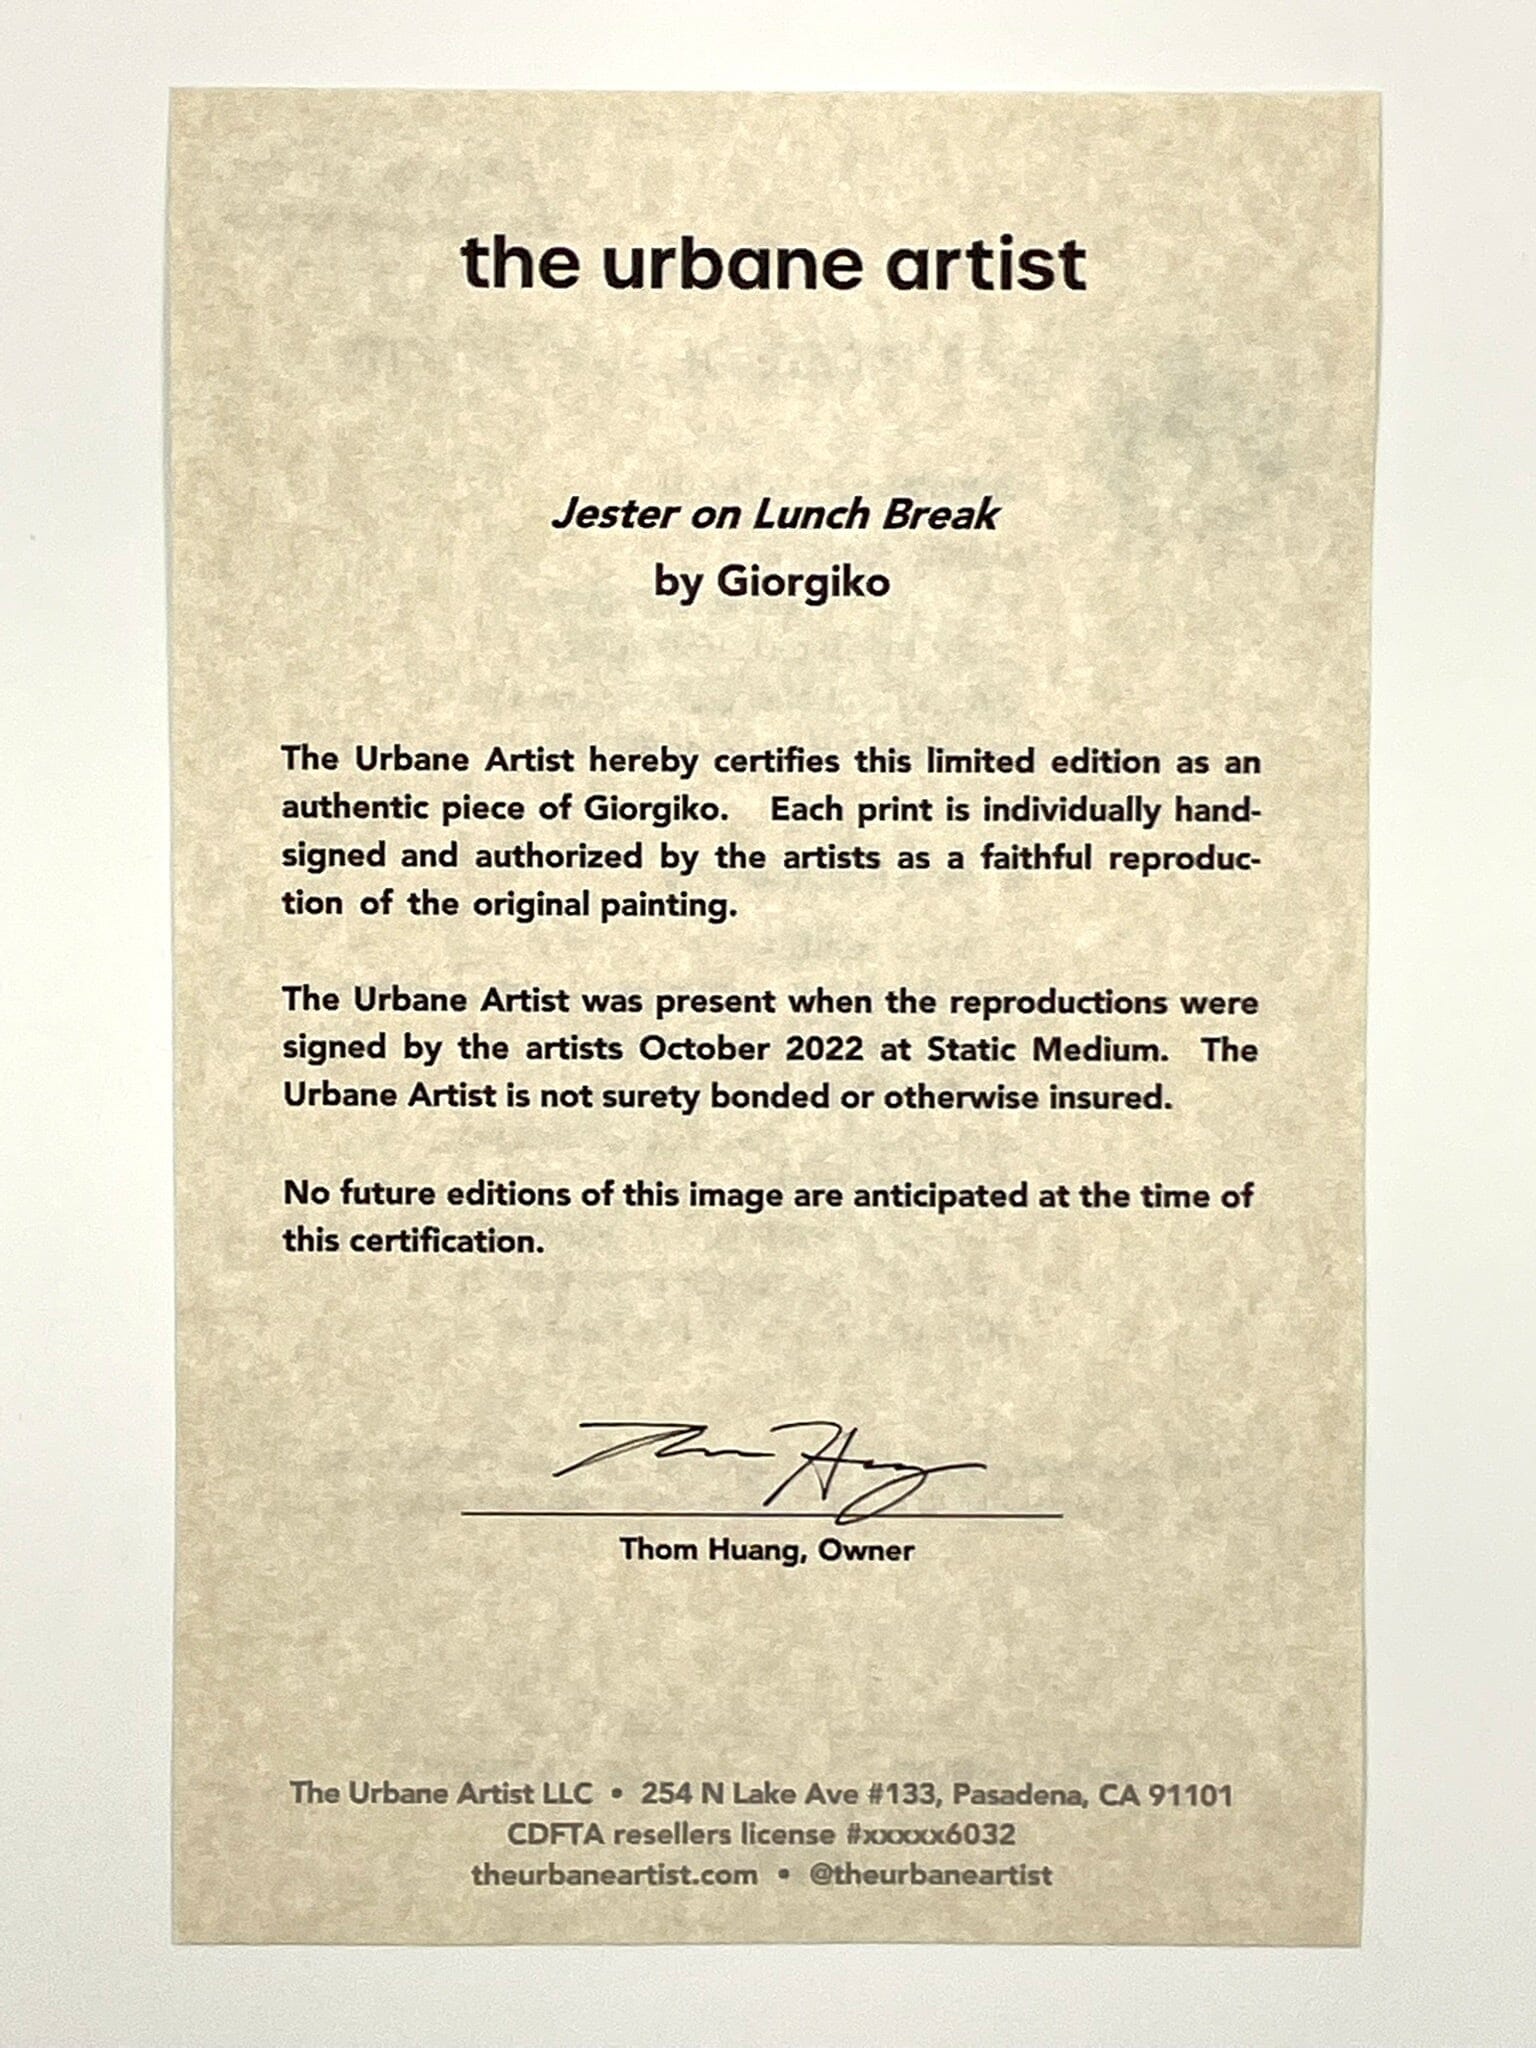 the urbane artist
Jester on Lunch Break
by Giorgiko
The Urbane Artist hereby certifies this limited edition as an
authentic piece of Giorgiko. Each print is individually hand-
signed and authorized by the artists as a faithful reproduc-
tion of the original painting.
The Urbane Artist was present when the reproductions were
signed by the artists October 2022 at Static Medium. The
Urbane Artist is not surety bonded or otherwise insured.
No future editions of this image are anticipated at the time of
this certification.
Thom Huang
Thom Huang, Owner
The Urbane Artist LLC • 254 N Lake Ave #133, Pasadena, CA 91101
CDFTA resellers license #xxxxx6032
theurbaneartist.com • @theurbaneartist